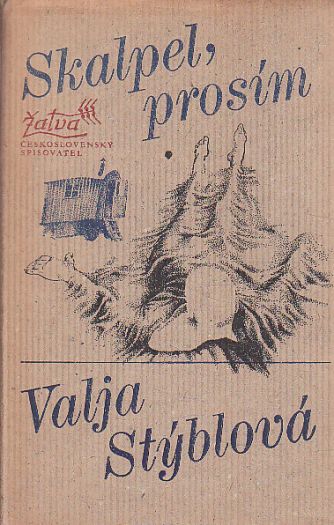 Skalpel,
prosím
Žatva
ČESKOSLOVENSKÝ
SPISOVATEL
Valja
Stýblová